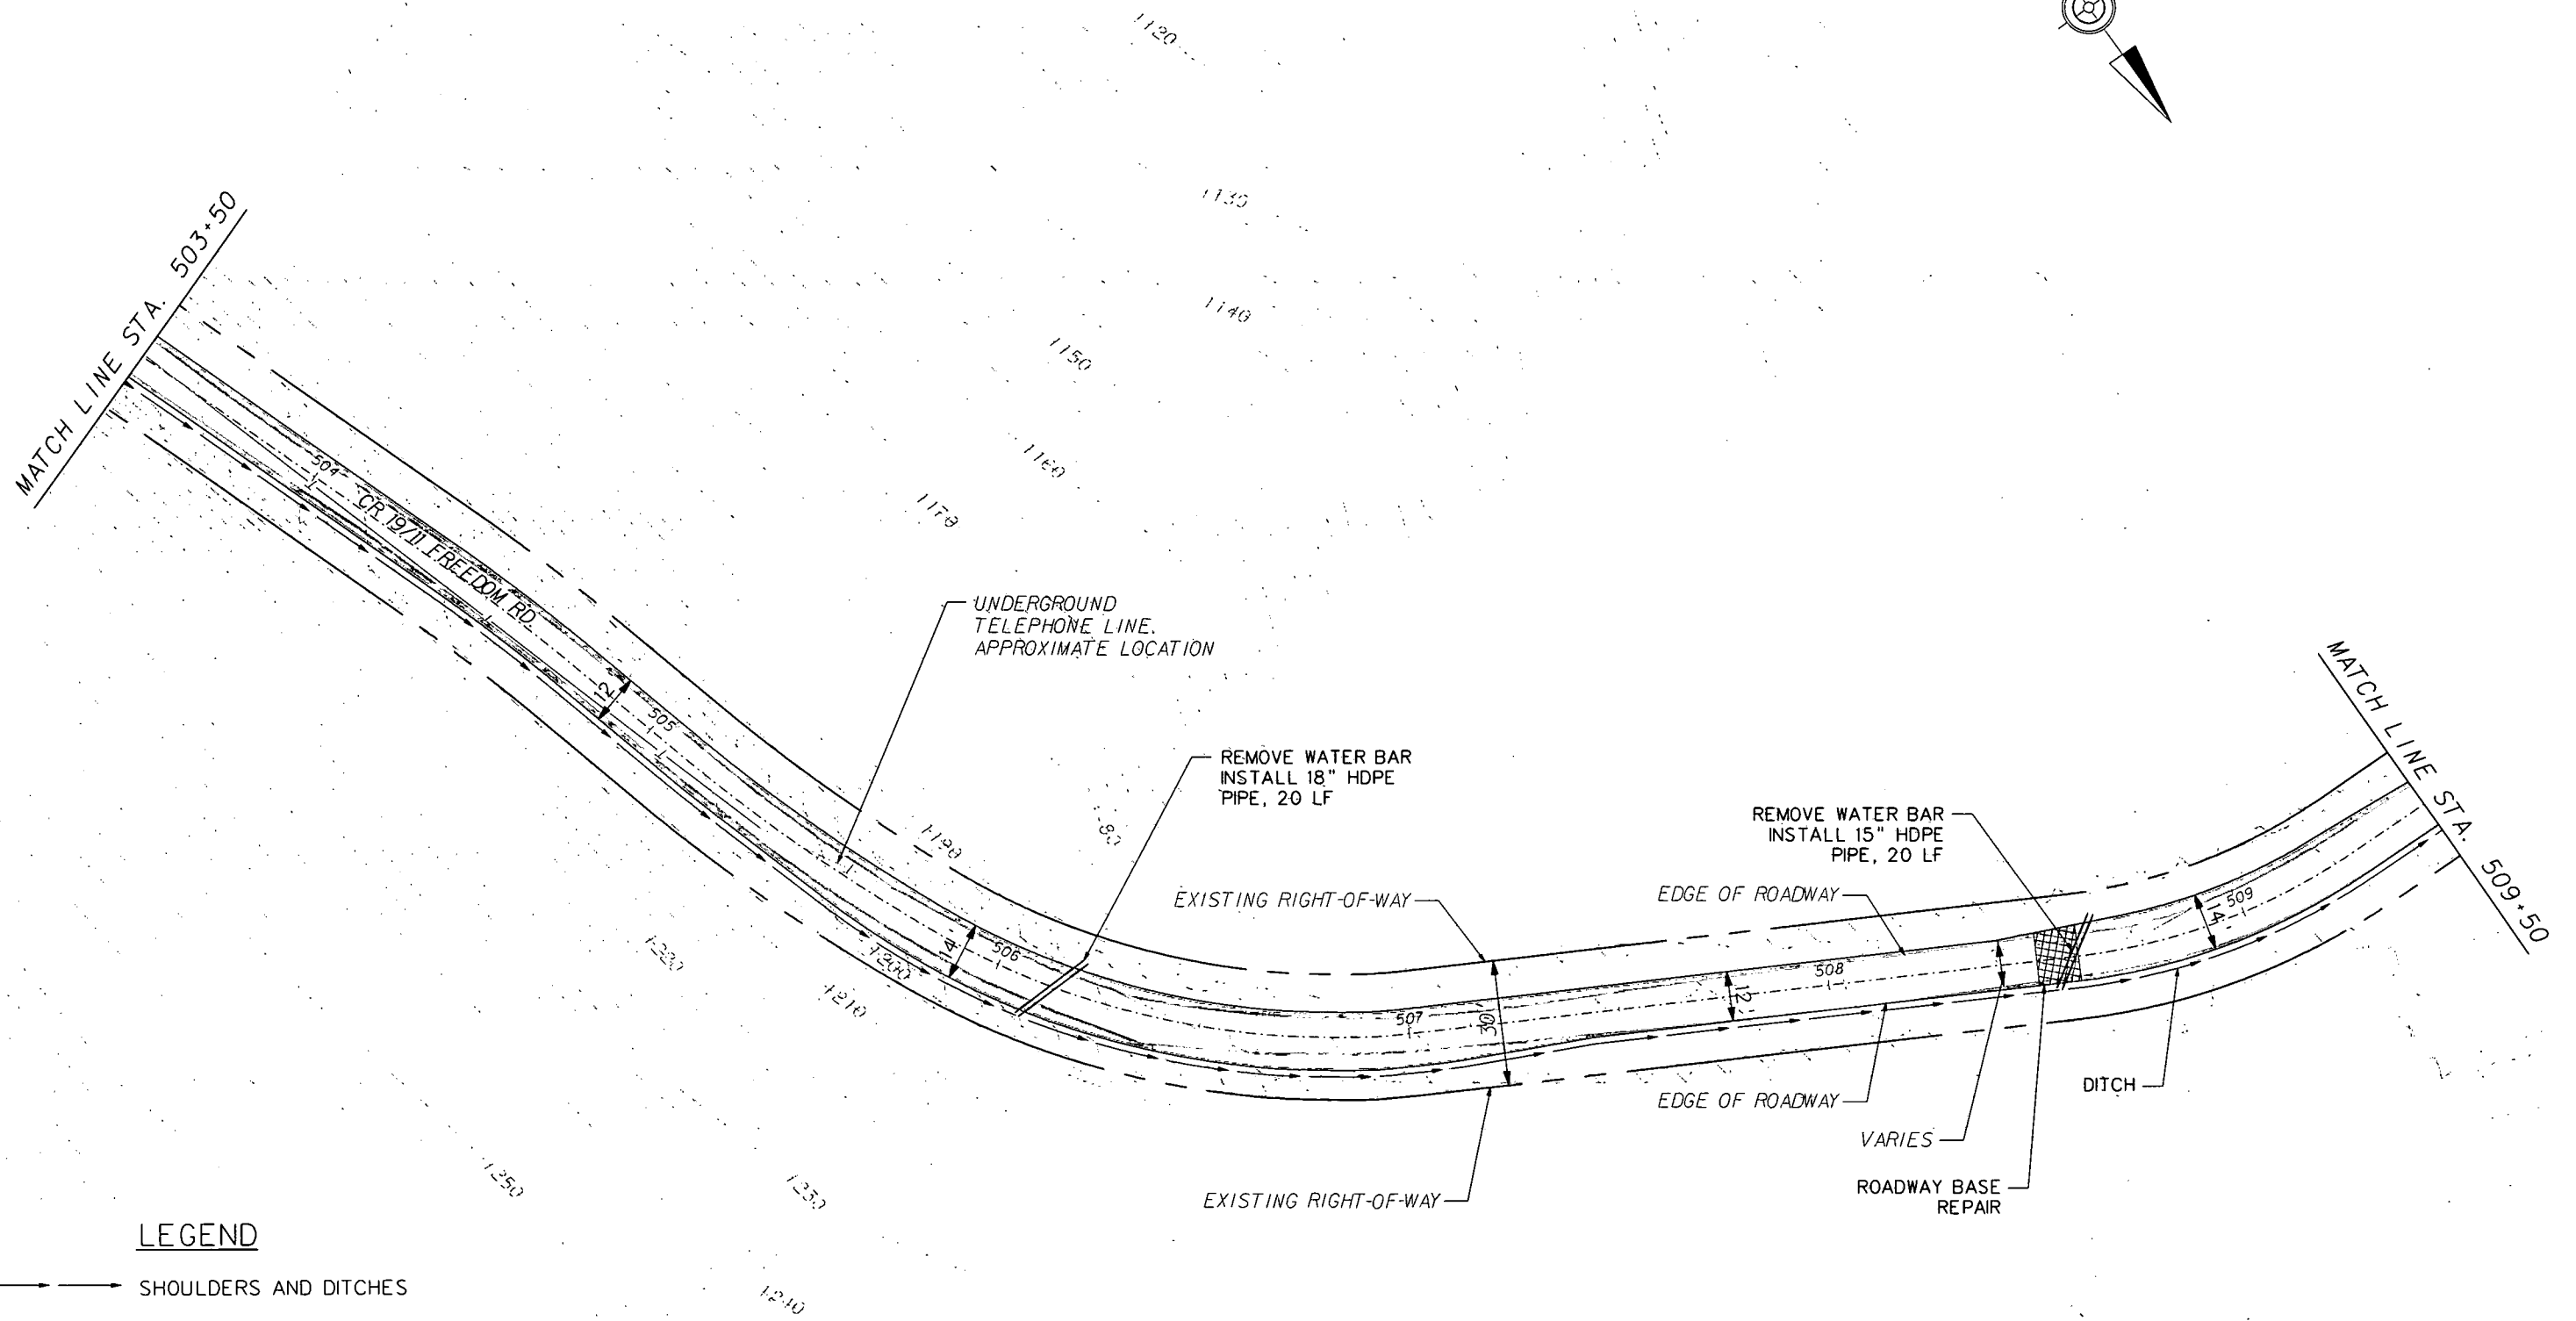 1120
1130
1140
1150
1160
1170
MATCH LINE STA. 503+50
504
CR 19/11 FREEDOM RD
12'
505
UNDERGROUND
TELEPHONE LINE.
APPROXIMATE LOCATION
REMOVE WATER BAR
INSTALL 18" HDPE
PIPE, 20 LF
1190
1200
1210
1220
14'
506
EXISTING RIGHT-OF-WAY
507
30'
EDGE OF ROADWAY
12'
508
REMOVE WATER BAR
INSTALL 15" HDPE
PIPE, 20 LF
14'
509
MATCH LINE STA. 509+50
EDGE OF ROADWAY
DITCH
VARIES
ROADWAY BASE
REPAIR
EXISTING RIGHT-OF-WAY
1250
1230
1240
LEGEND
SHOULDERS AND DITCHES